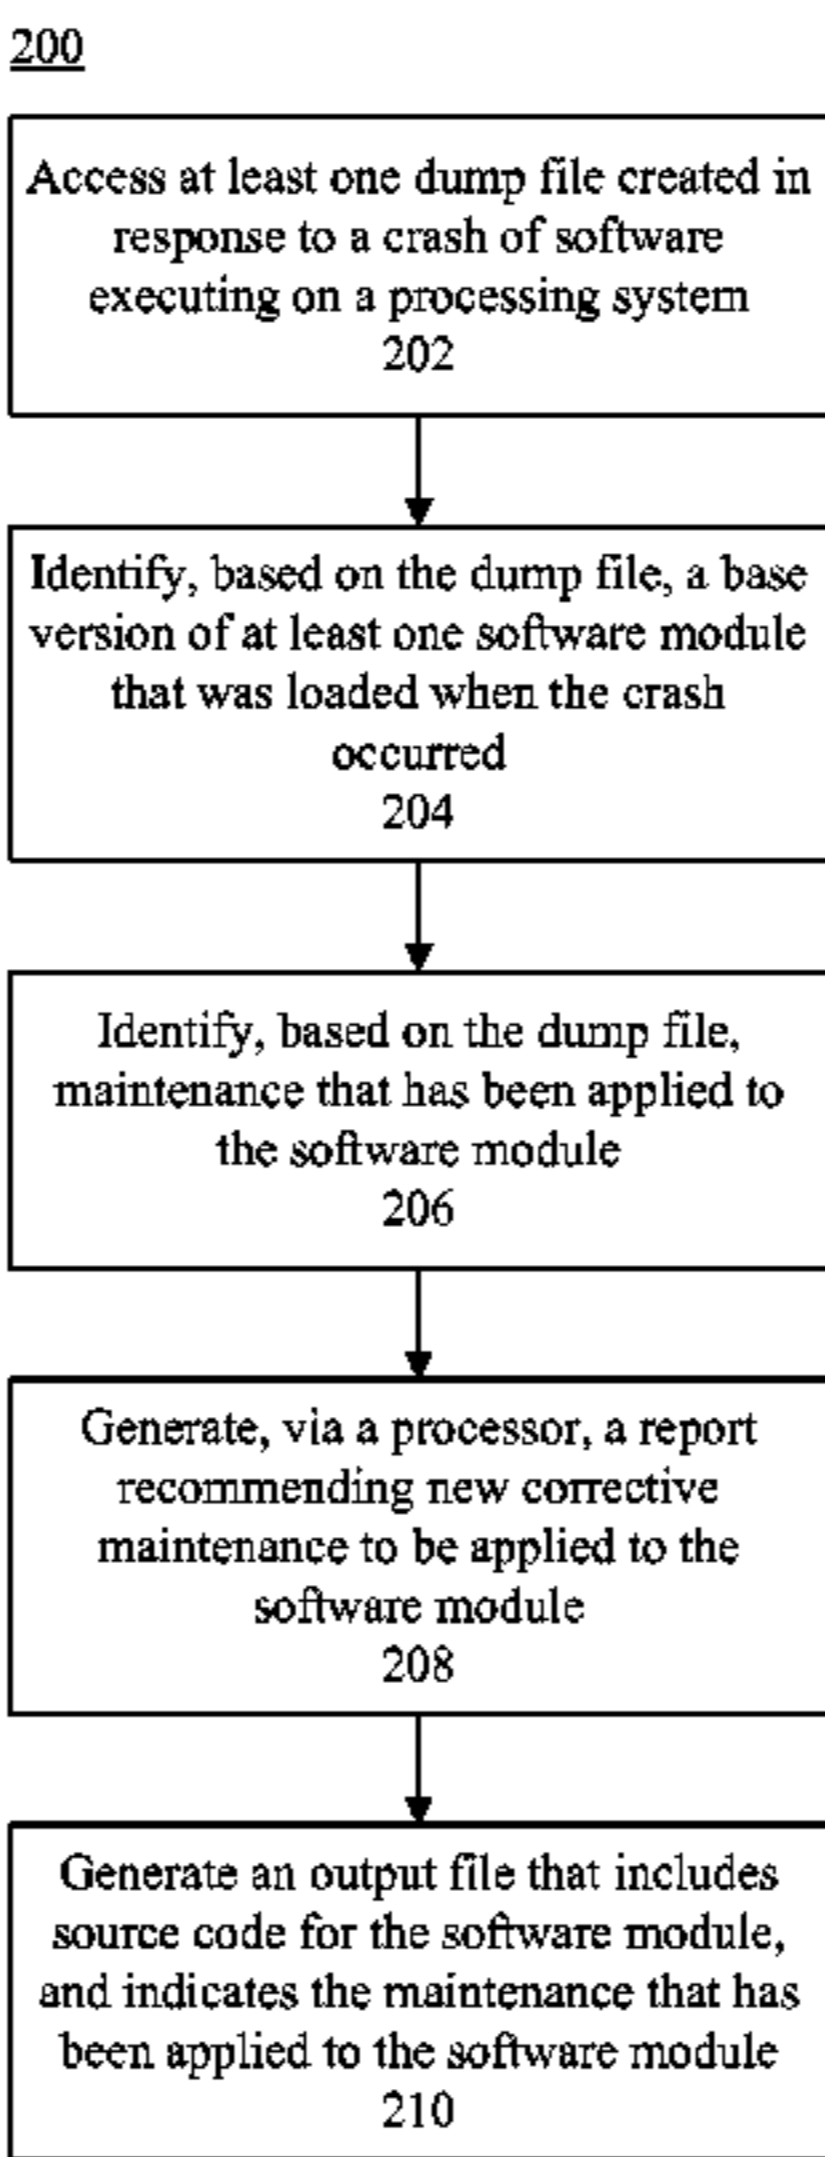 200
Access at least one dump file created in
response to a crash of software
executing on a processing system
202
Identify, based on the dump file, a base
version of at least one software module
that was loaded when the crash
occurred
204
Identify, based on the dump file,
maintenance that has been applied to
the software module
206
Generate, via a processor, a report
recommending new corrective
maintenance to be applied to the
software module
208
Generate an output file that includes
source code for the software module,
and indicates the maintenance that has
been applied to the software module
210